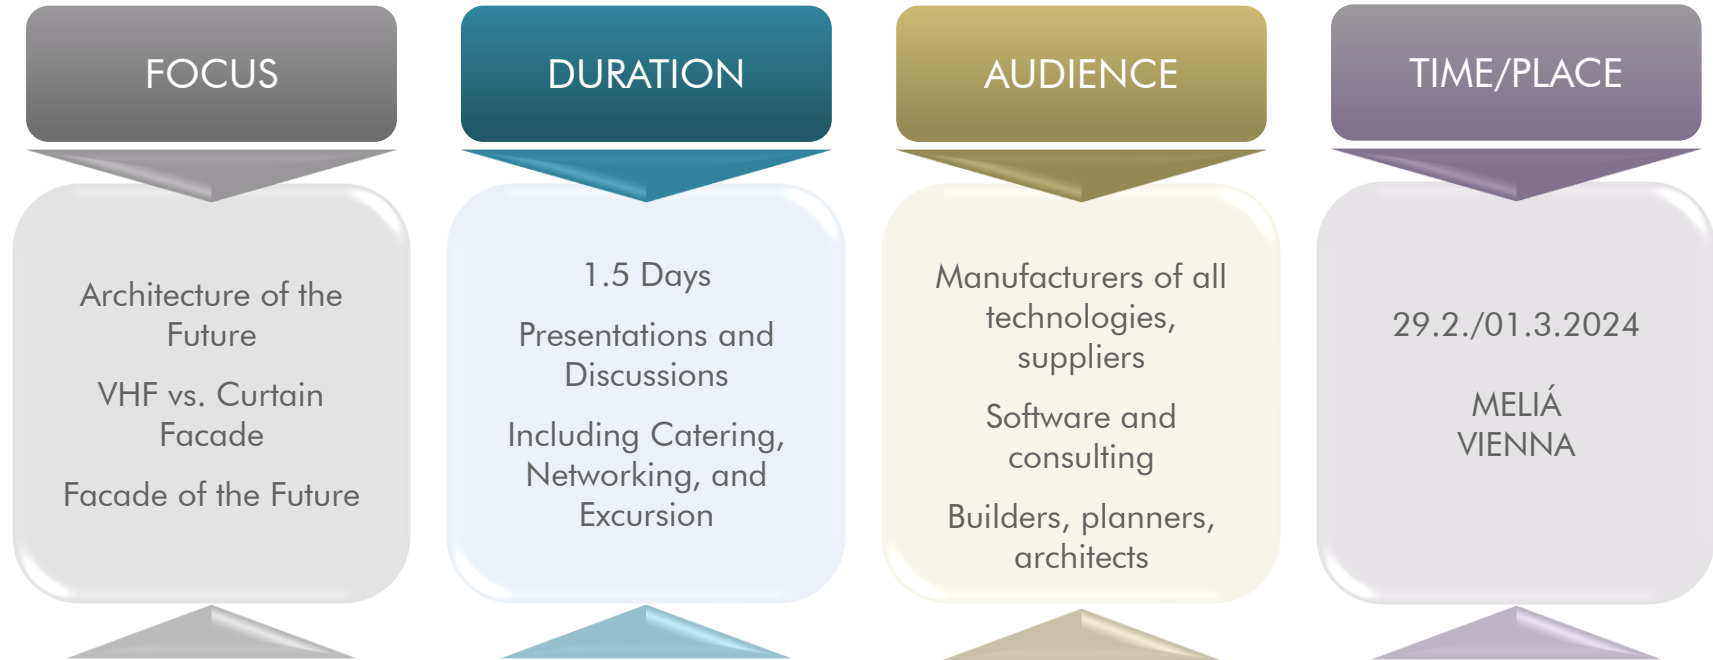 FOCUS
Architecture of the
Future
VHF vs. Curtain
Facade
Facade of the Future
DURATION
1.5 Days
Presentations and
Discussions
Including Catering,
Networking, and
Excursion
AUDIENCE
Manufacturers of all
technologies,
suppliers
Software and
consulting
Builders, planners,
architects
TIME/PLACE
29.2./01.3.2024
MELIÁ
VIENNA